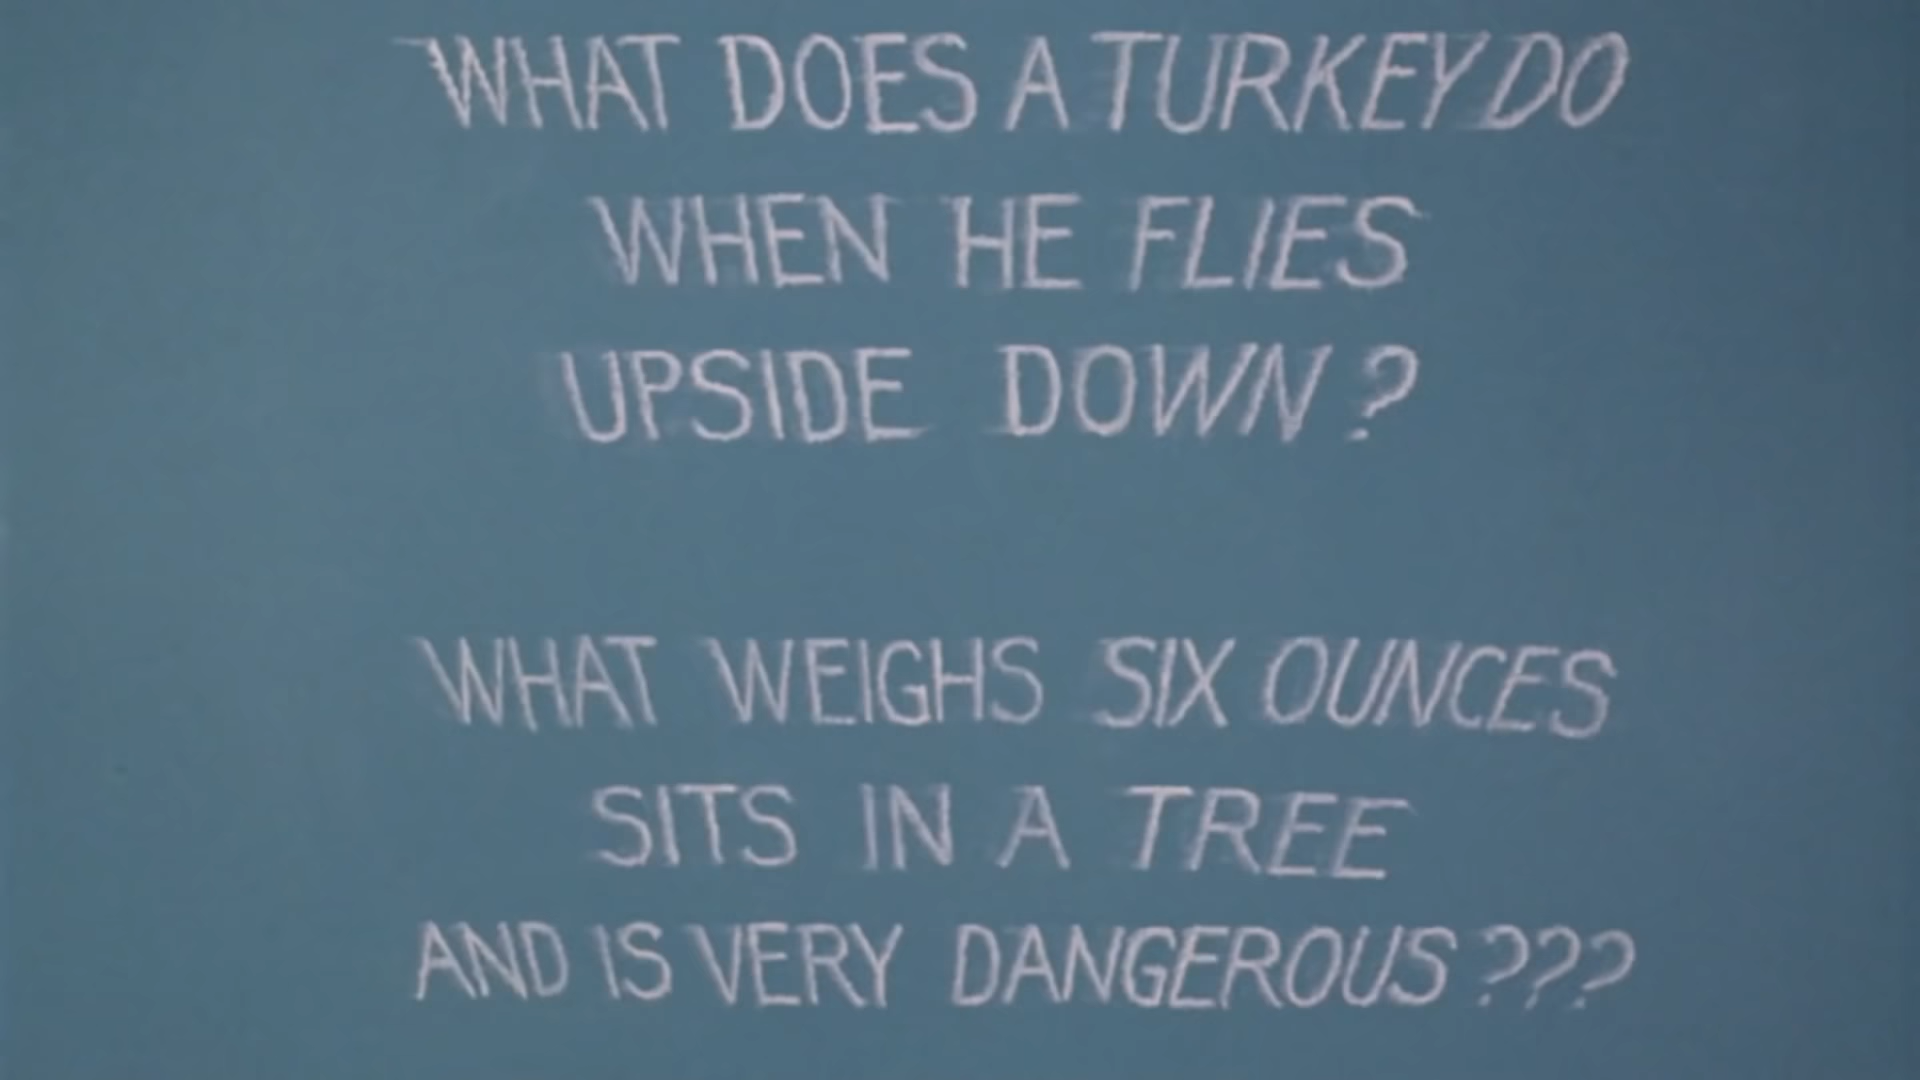 WHAT DOES A TURKEY DO
WHEN HE FLIES
UPSIDE DOWN?
WHAT WEIGHS SIX OUNCES
SITS IN A TREE
AND IS VERY DANGEROUS???